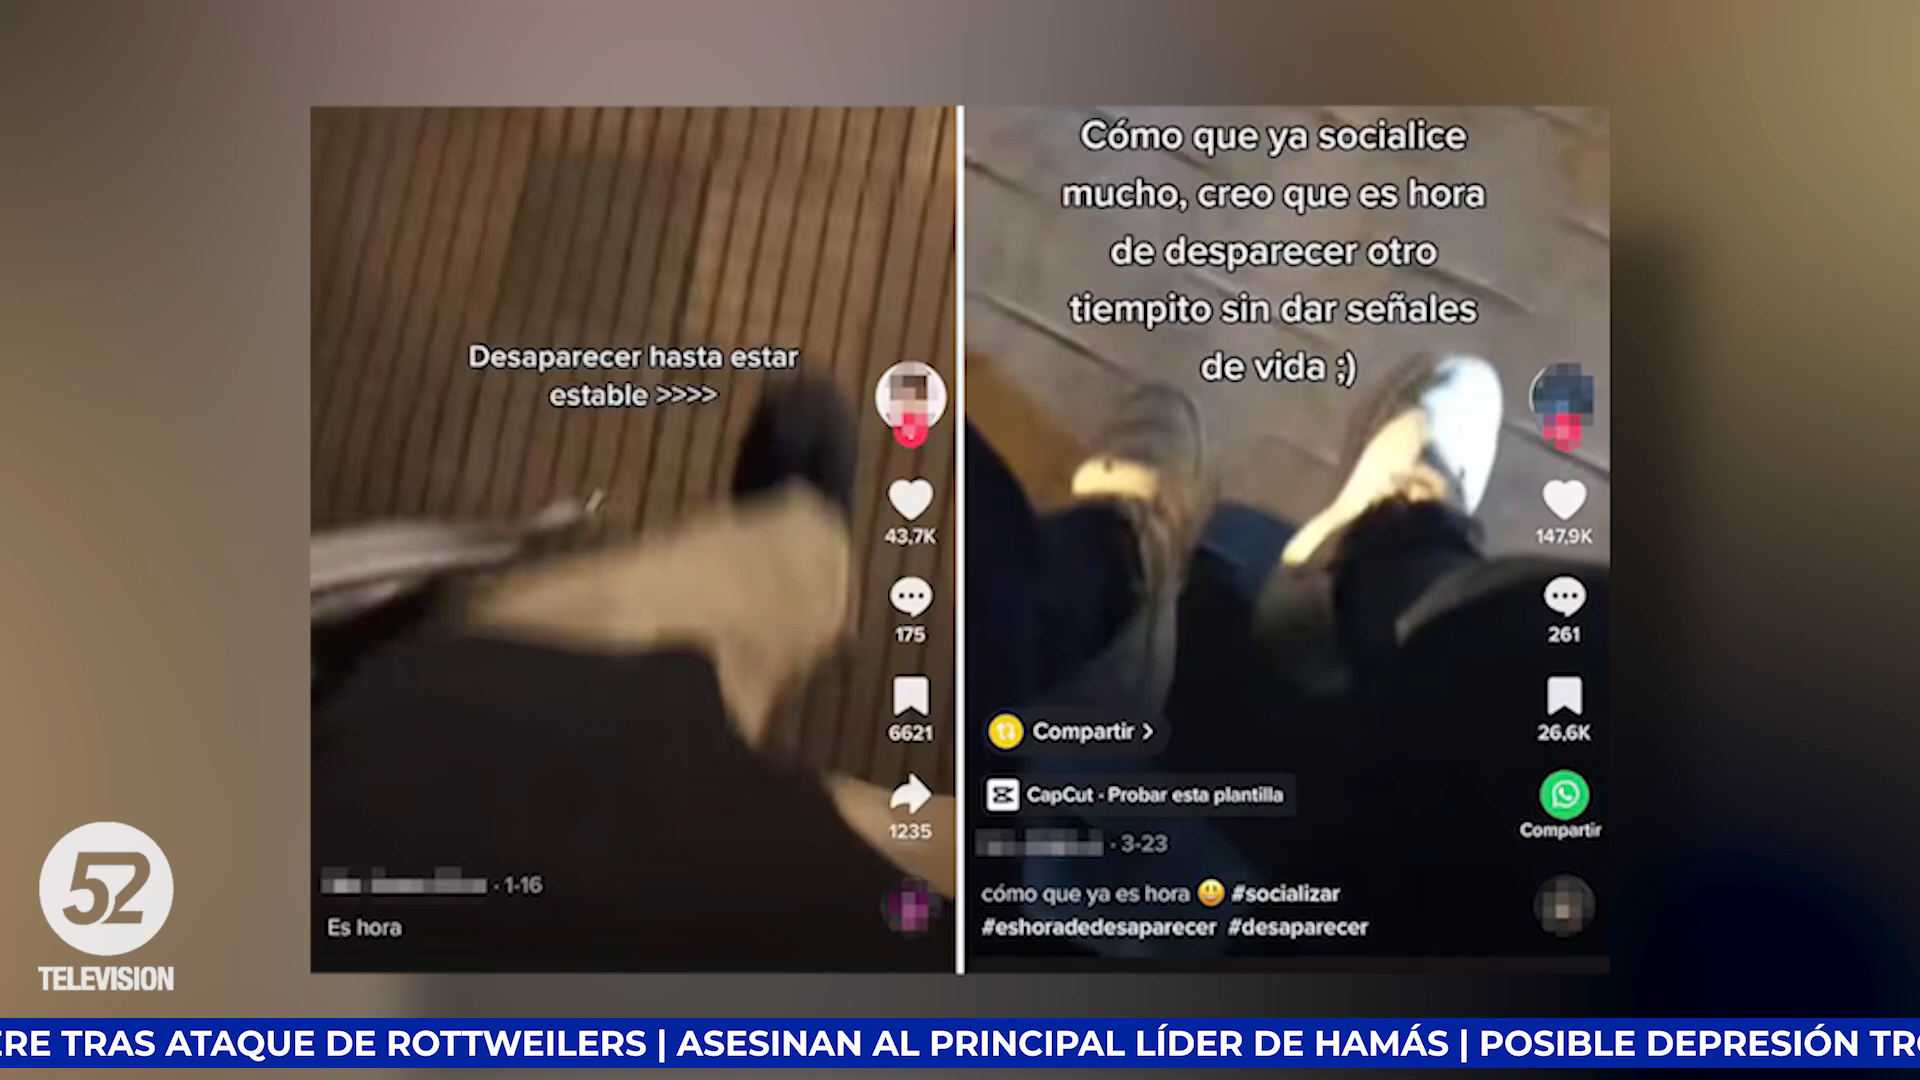 Desaparecer hasta estar
estable >>>>
43,7K
175
6621
1235
· 1-16
Es hora
Cómo que ya socialice
mucho, creo que es hora
de desparecer otro
tiempito sin dar señales
de vida ;)
147,9K
261
26,6K
Compartir
Compartir >
CapCut · Probar esta plantilla
· 3-23
cómo que ya es hora 😃 #socializar
#eshoradedesaparecer #desaparecer
52
TELEVISION
TRAS ATAQUE DE ROTTWEILERS | ASESINAN AL PRINCIPAL LÍDER DE HAMÁS | POSIBLE DEPRESIÓN